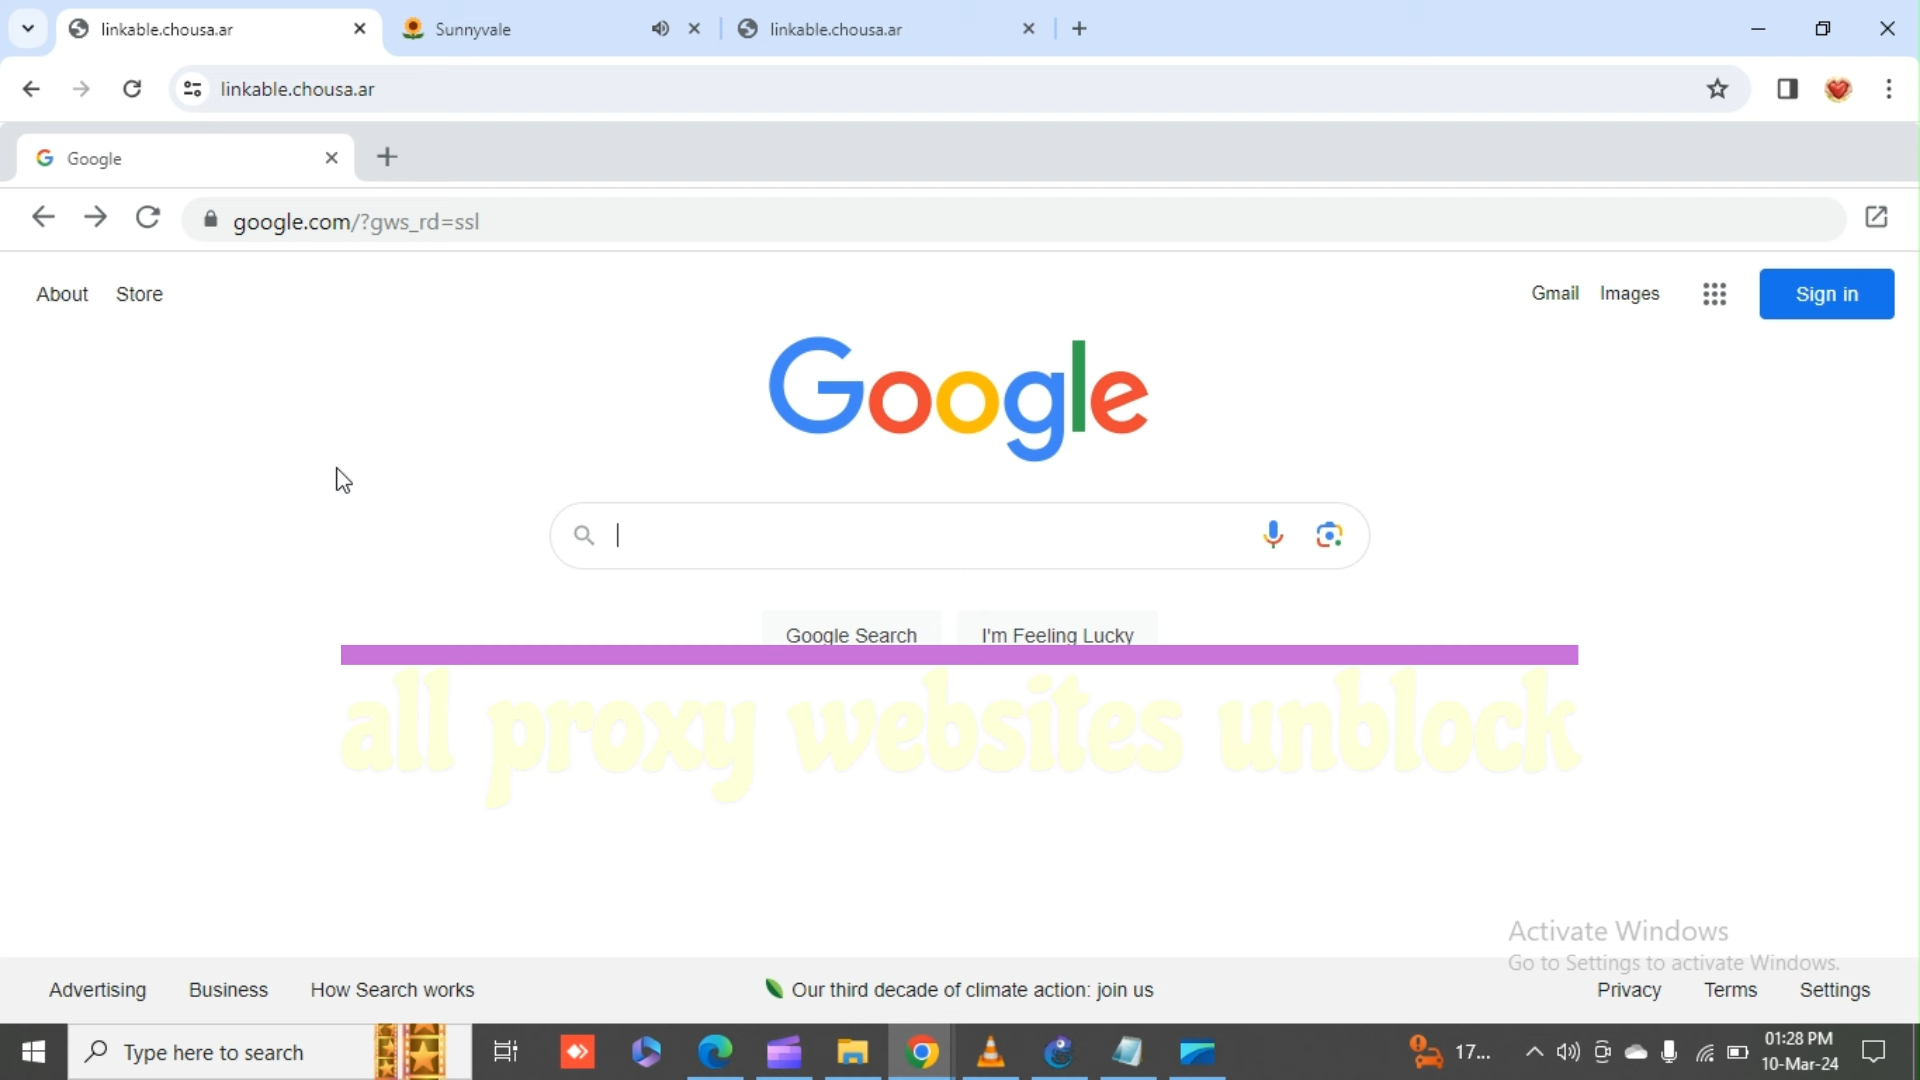 linkable.chousa.ar
Sunnyvale
linkable.chousa.ar
linkable.chousa.ar
Google
google.com/?gws_rd=ssl
About Store
Gmail Images Sign in
Google
Google Search I'm Feeling Lucky
all proxy websites unblock
Activate Windows
Go to Settings to activate Windows.
Advertising Business How Search works Our third decade of climate action: join us Privacy Terms Settings
Type here to search
17...
01:28 PM
10-Mar-24